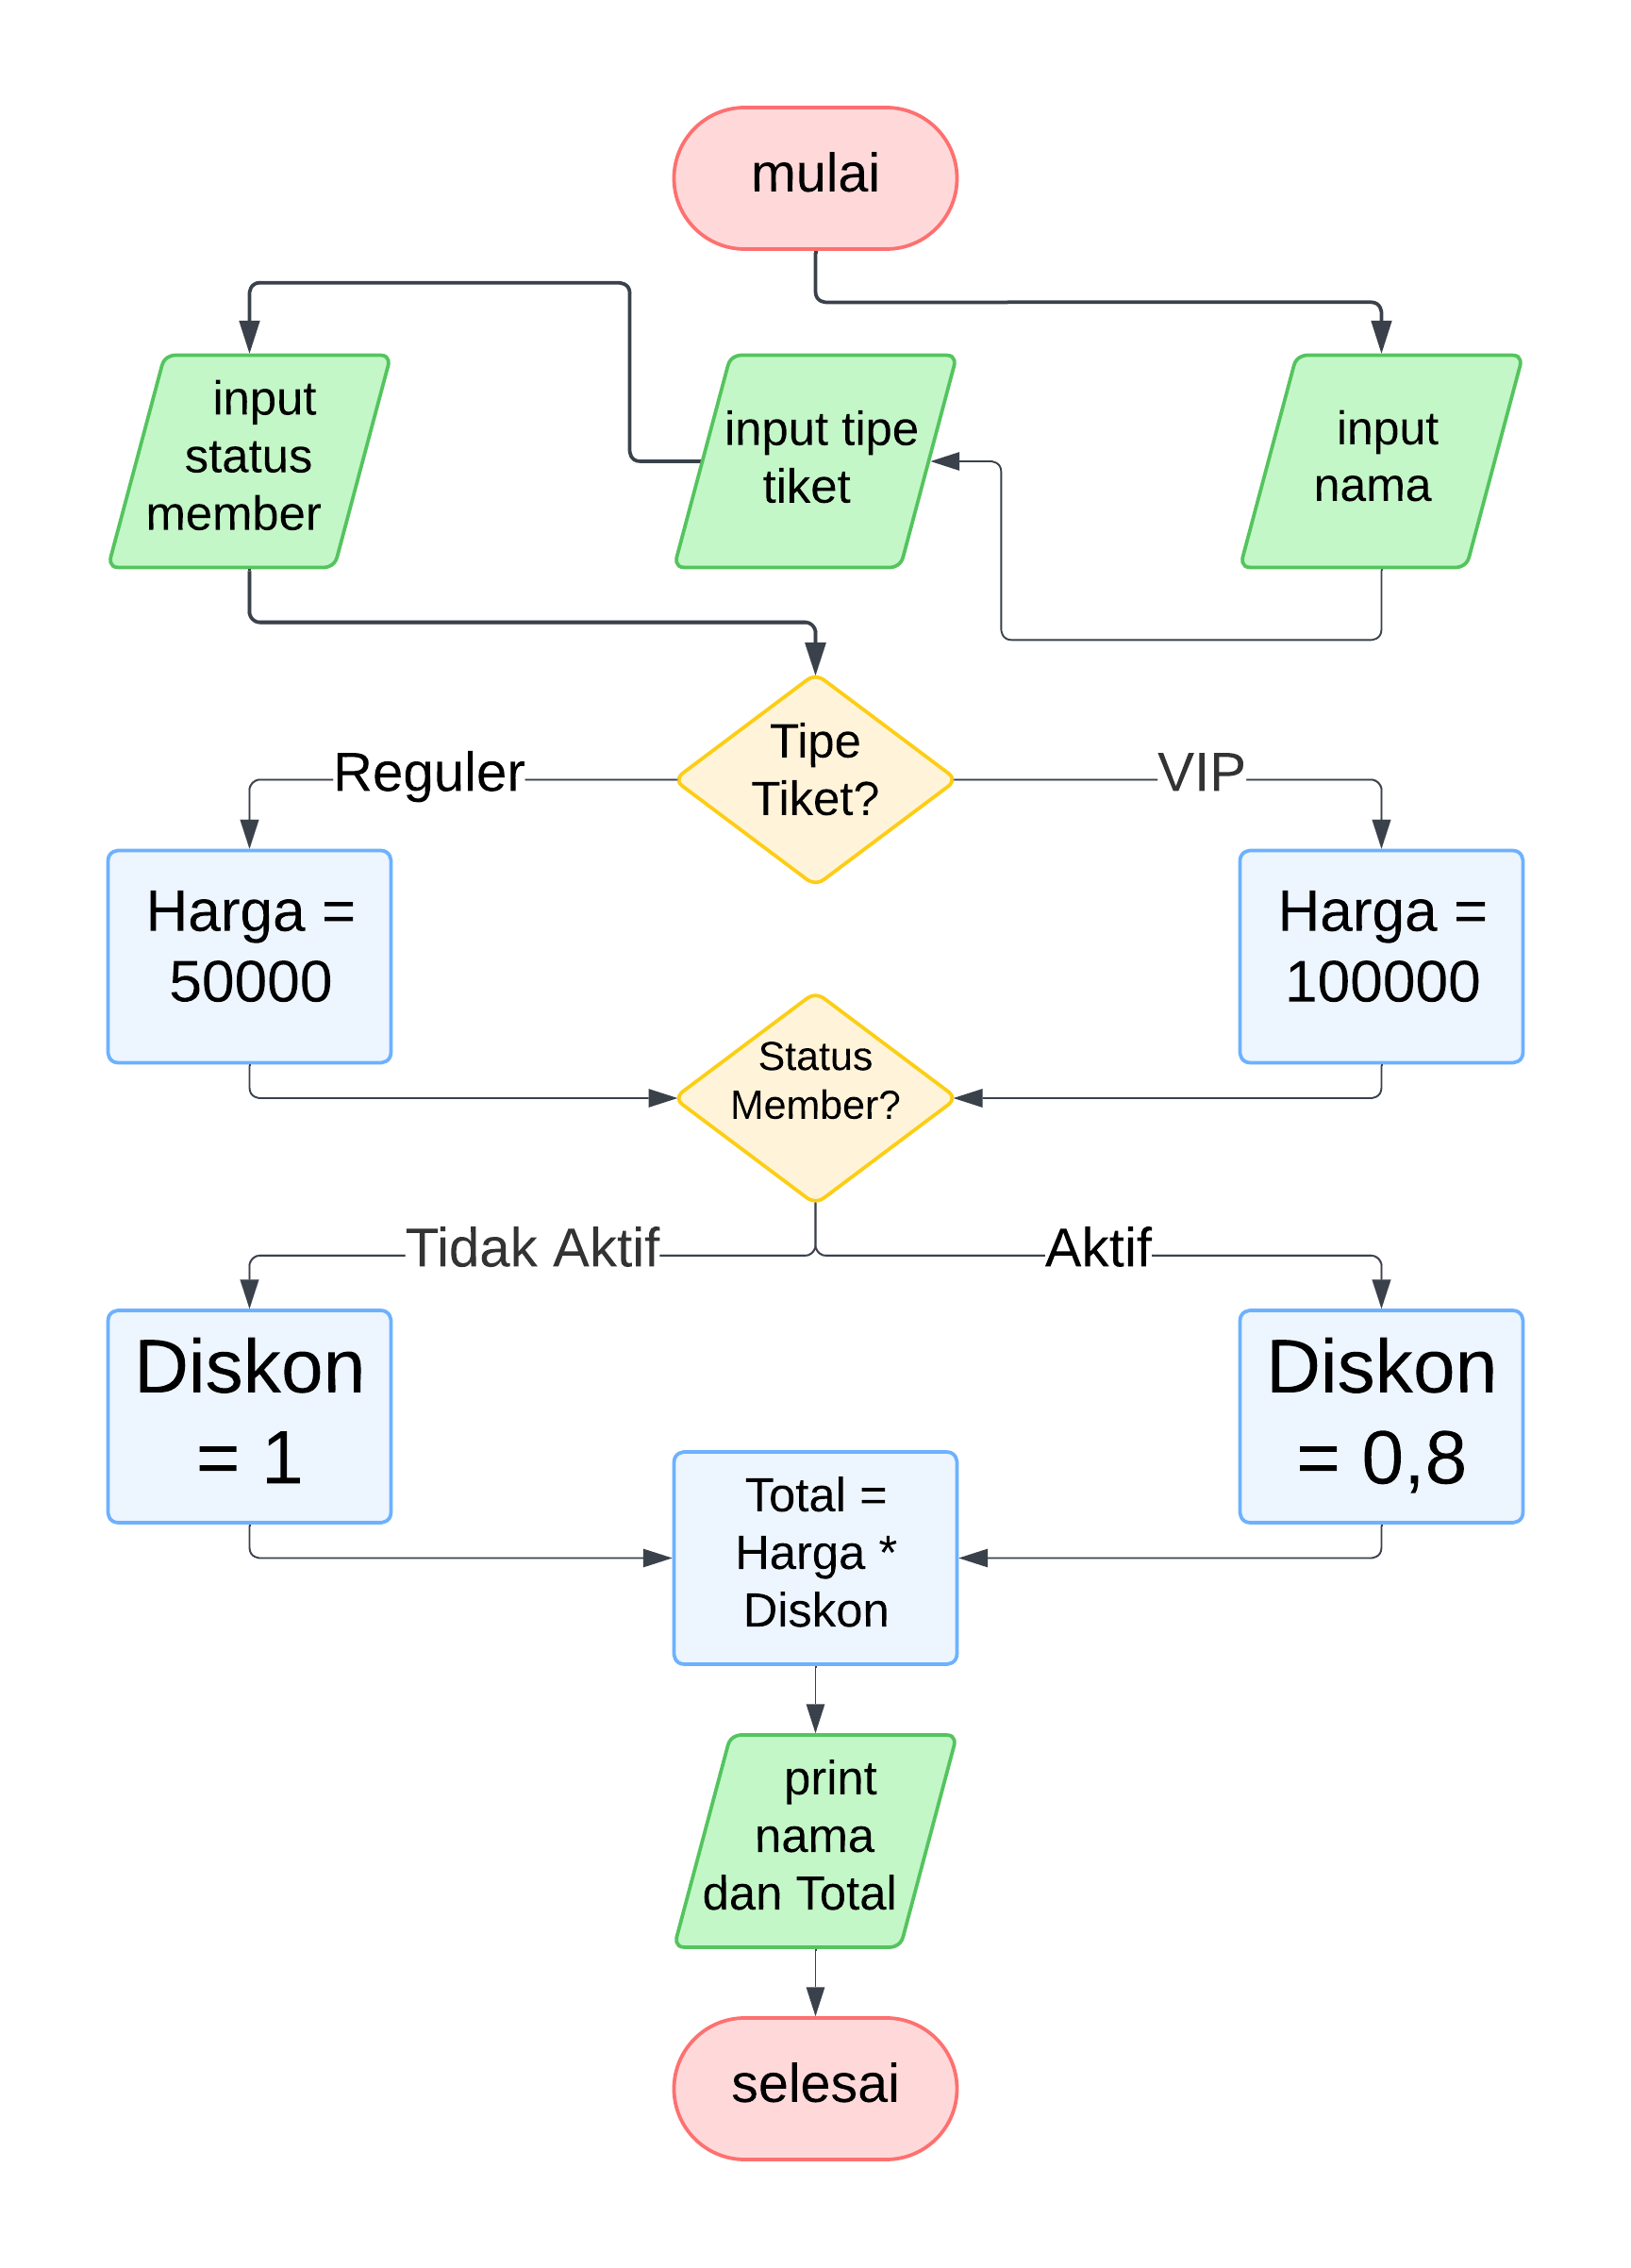 mulai
input
status
member
input tipe
tiket
input
nama
Tipe
Tiket?
Reguler
VIP
Harga =
50000
Harga =
100000
Status
Member?
Tidak Aktif
Aktif
Diskon
= 1
Diskon
= 0,8
Total =
Harga *
Diskon
print
nama
dan Total
selesai